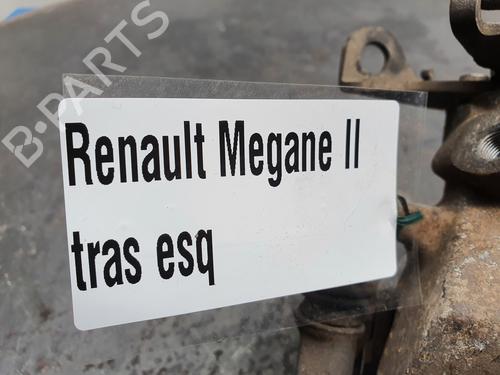 B-PARTS
Renault Megane II
tras esq